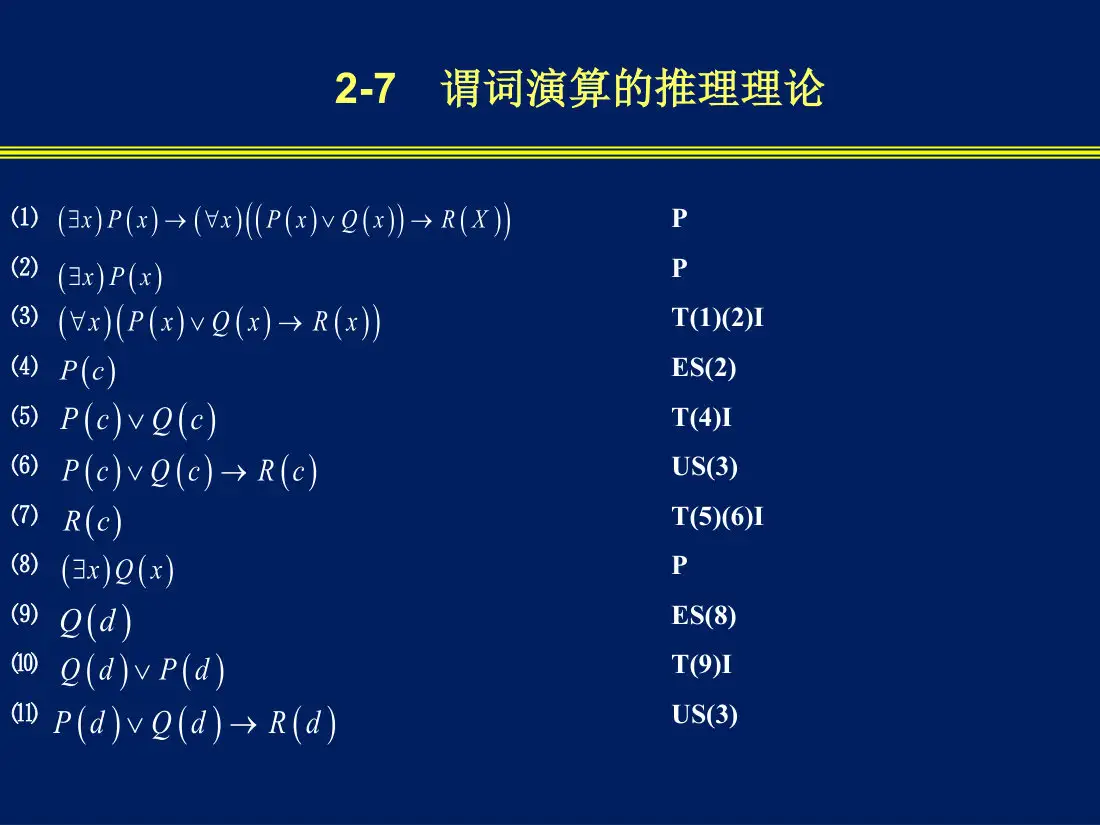 2-7 谓词演算的推理理论
⑴ (∃x)P(x)→(∀x)((P(x)∨Q(x))→R(X)) P
⑵ (∃x)P(x) P
⑶ (∀x)(P(x)∨Q(x)→R(x)) T(1)(2)I
⑷ P(c) ES(2)
⑸ P(c)∨Q(c) T(4)I
⑹ P(c)∨Q(c)→R(c) US(3)
⑺ R(c) T(5)(6)I
⑻ (∃x)Q(x) P
⑼ Q(d) ES(8)
⑽ Q(d)∨P(d) T(9)I
⑾ P(d)∨Q(d)→R(d) US(3)